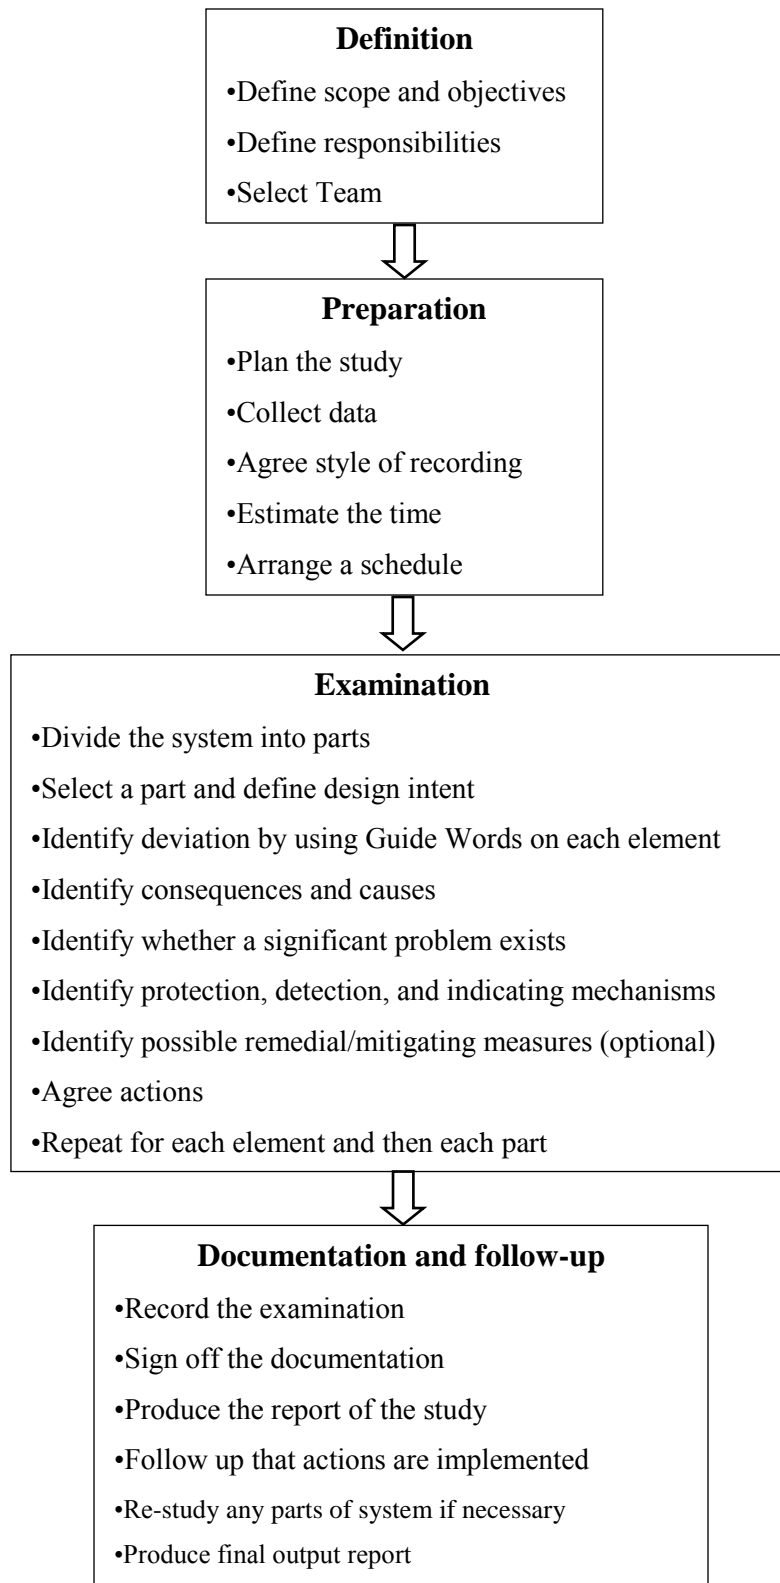 Definition
•Define scope and objectives
•Define responsibilities
•Select Team
Preparation
•Plan the study
•Collect data
•Agree style of recording
•Estimate the time
•Arrange a schedule
Examination
•Divide the system into parts
•Select a part and define design intent
•Identify deviation by using Guide Words on each element
•Identify consequences and causes
•Identify whether a significant problem exists
•Identify protection, detection, and indicating mechanisms
•Identify possible remedial/mitigating measures (optional)
•Agree actions
•Repeat for each element and then each part
Documentation and follow-up
•Record the examination
•Sign off the documentation
•Produce the report of the study
•Follow up that actions are implemented
•Re-study any parts of system if necessary
•Produce final output report